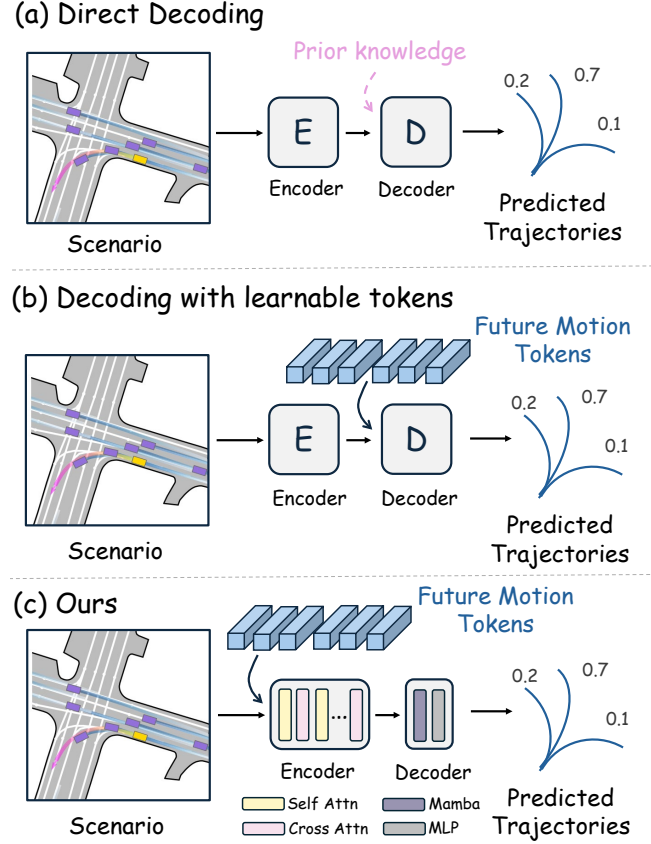 (a) Direct Decoding
Prior knowledge
E
D
0.2
0.7
0.1
Encoder
Decoder
Scenario
Predicted
Trajectories
(b) Decoding with learnable tokens
Future Motion
Tokens
E
D
0.2
0.7
0.1
Encoder
Decoder
Scenario
Predicted
Trajectories
(c) Ours
Future Motion
Tokens
...
0.2
0.7
0.1
Encoder
Decoder
Scenario
Predicted
Trajectories
Self Attn
Mamba
Cross Attn
MLP